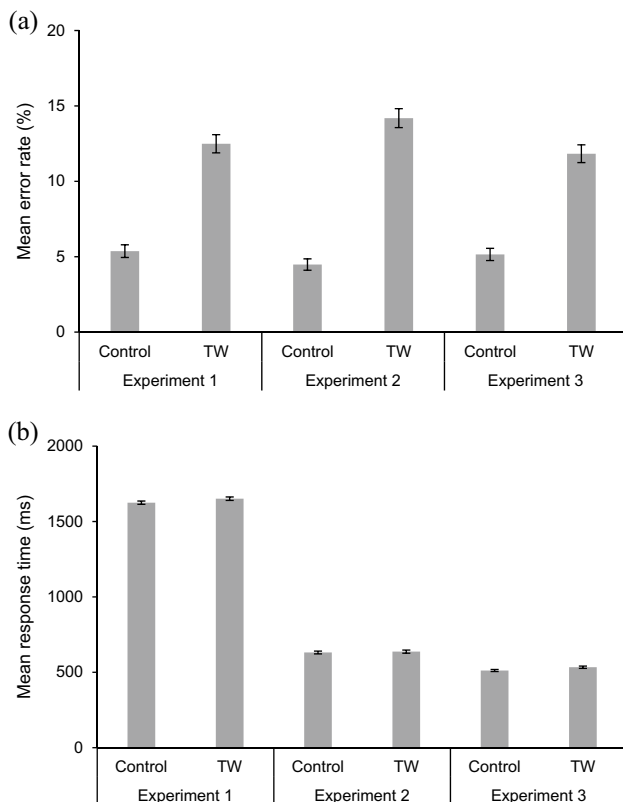 (a)
20
15
10
5
0
Mean error rate (%)
Control TW Control TW Control TW
Experiment 1 Experiment 2 Experiment 3
(b)
2000
1500
1000
500
0
Mean response time (ms)
Control TW Control TW Control TW
Experiment 1 Experiment 2 Experiment 3